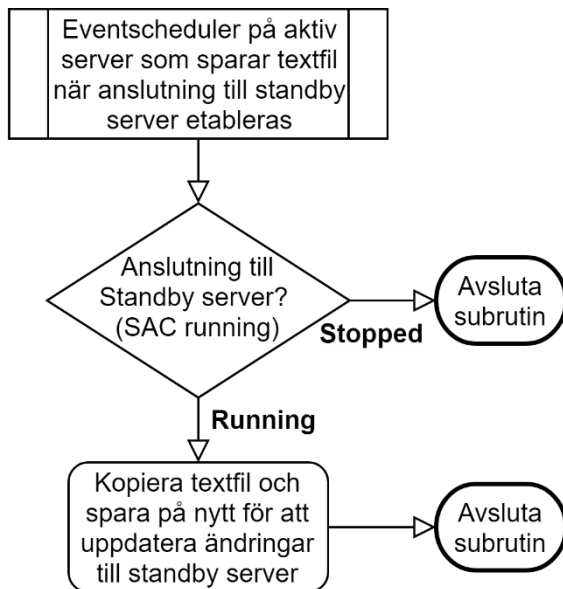 Eventscheduler på aktiv
server som sparar textfil
när anslutning till standby
server etableras
Anslutning till
Standby server?
(SAC running)
Stopped
Avsluta
subrutin
Running
Kopiera textfil och
spara på nytt för att
uppdatera ändringar
till standby server
Avsluta
subrutin